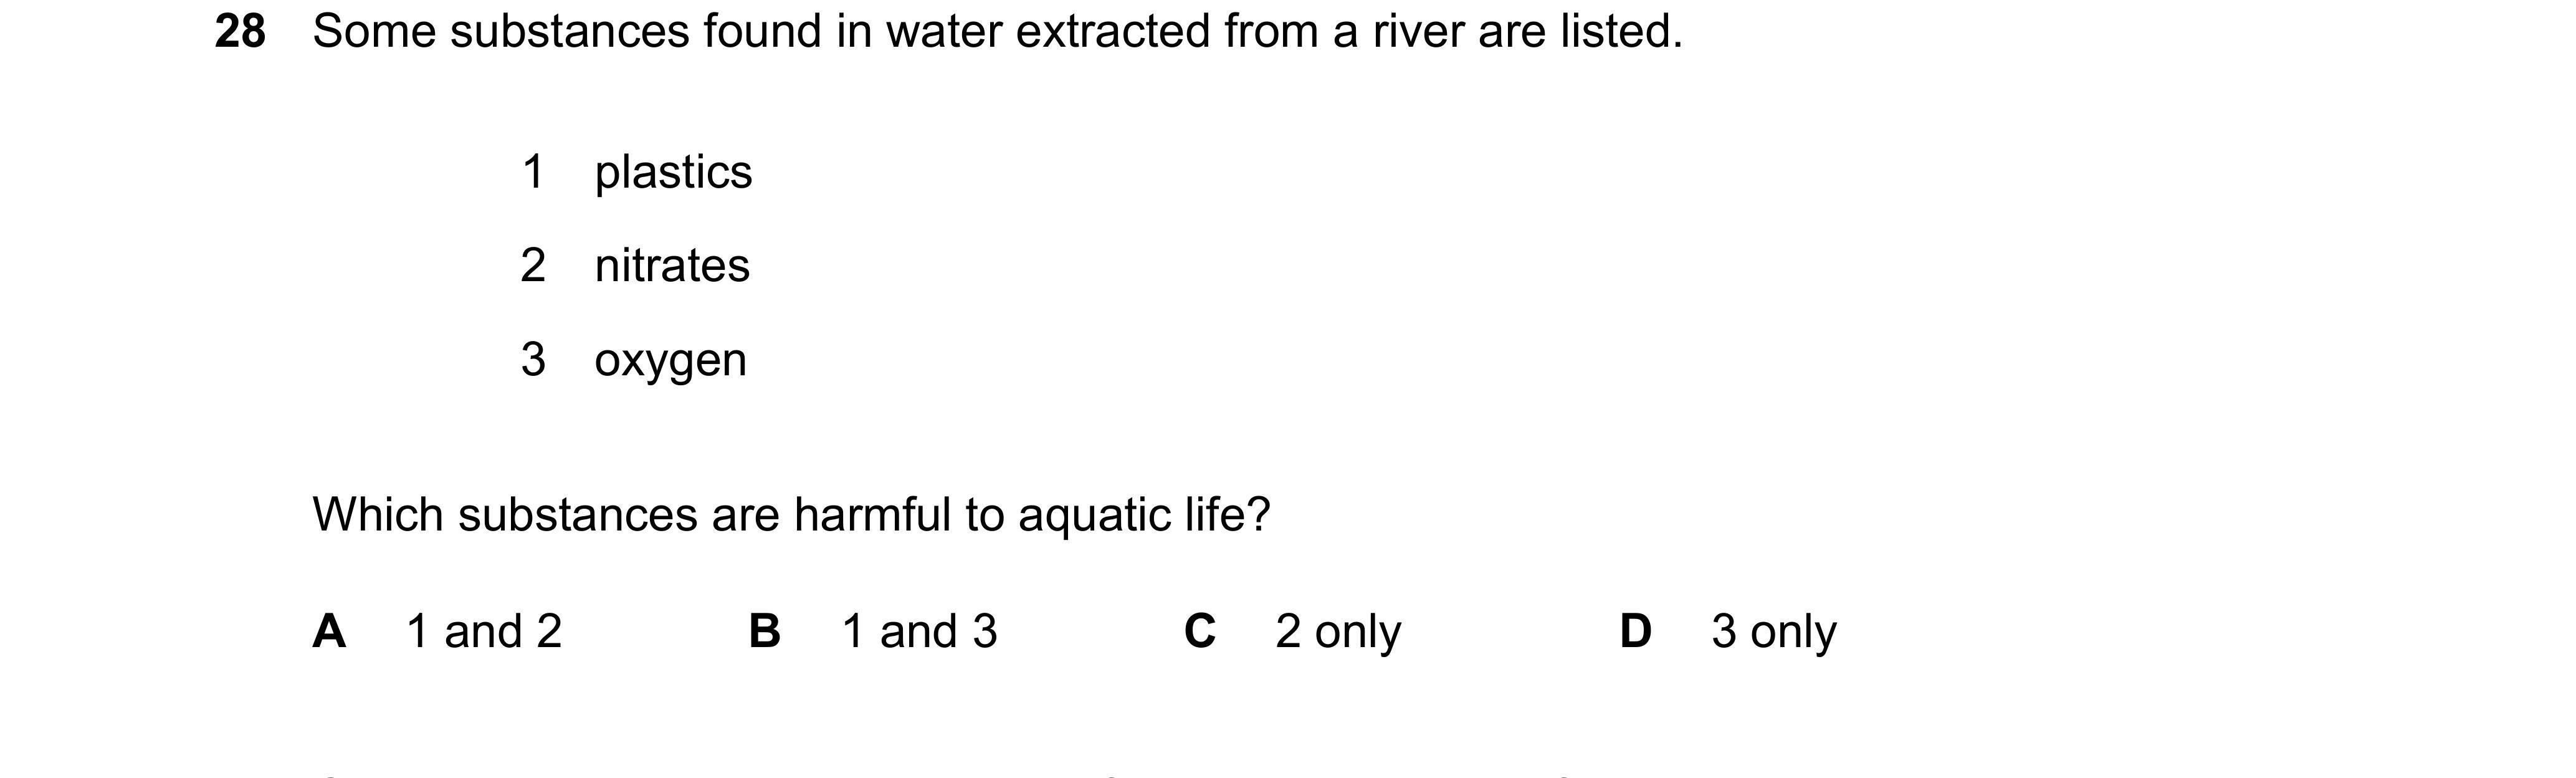 28 Some substances found in water extracted from a river are listed.
1 plastics
2 nitrates
3 oxygen
Which substances are harmful to aquatic life?
A 1 and 2 B 1 and 3 C 2 only D 3 only